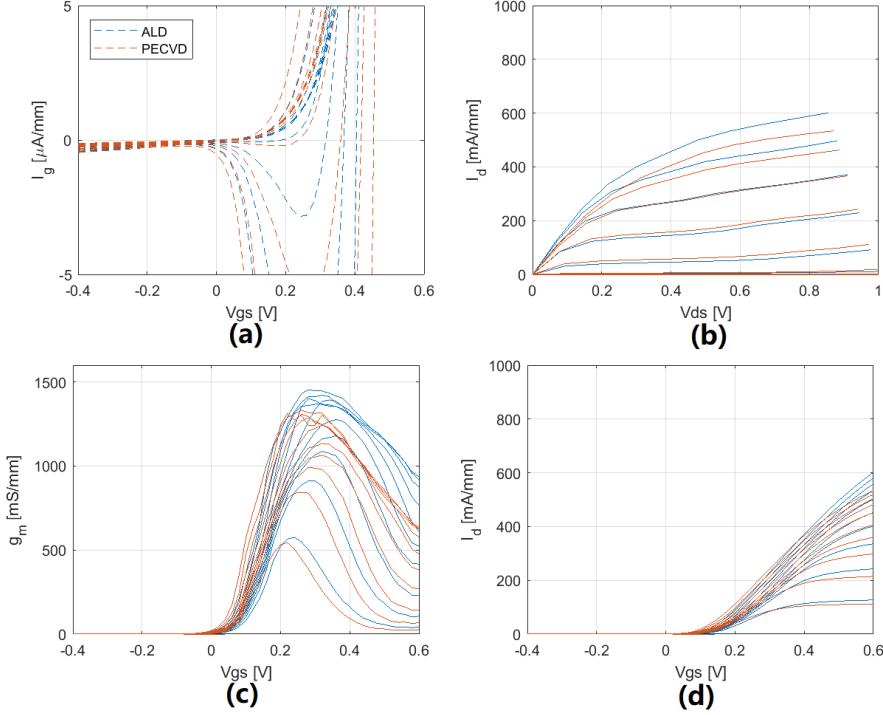 5
0
-5
I_g [μA/mm]
ALD
PECVD
-0.4 -0.2 0 0.2 0.4 0.6
Vgs [V]
(a)
1000
800
600
400
200
0
I_d [mA/mm]
0 0.2 0.4 0.6 0.8 1
Vds [V]
(b)
1500
1000
500
0
g_m [mS/mm]
-0.4 -0.2 0 0.2 0.4 0.6
Vgs [V]
(c)
1000
800
600
400
200
0
I_d [mA/mm]
-0.4 -0.2 0 0.2 0.4 0.6
Vgs [V]
(d)